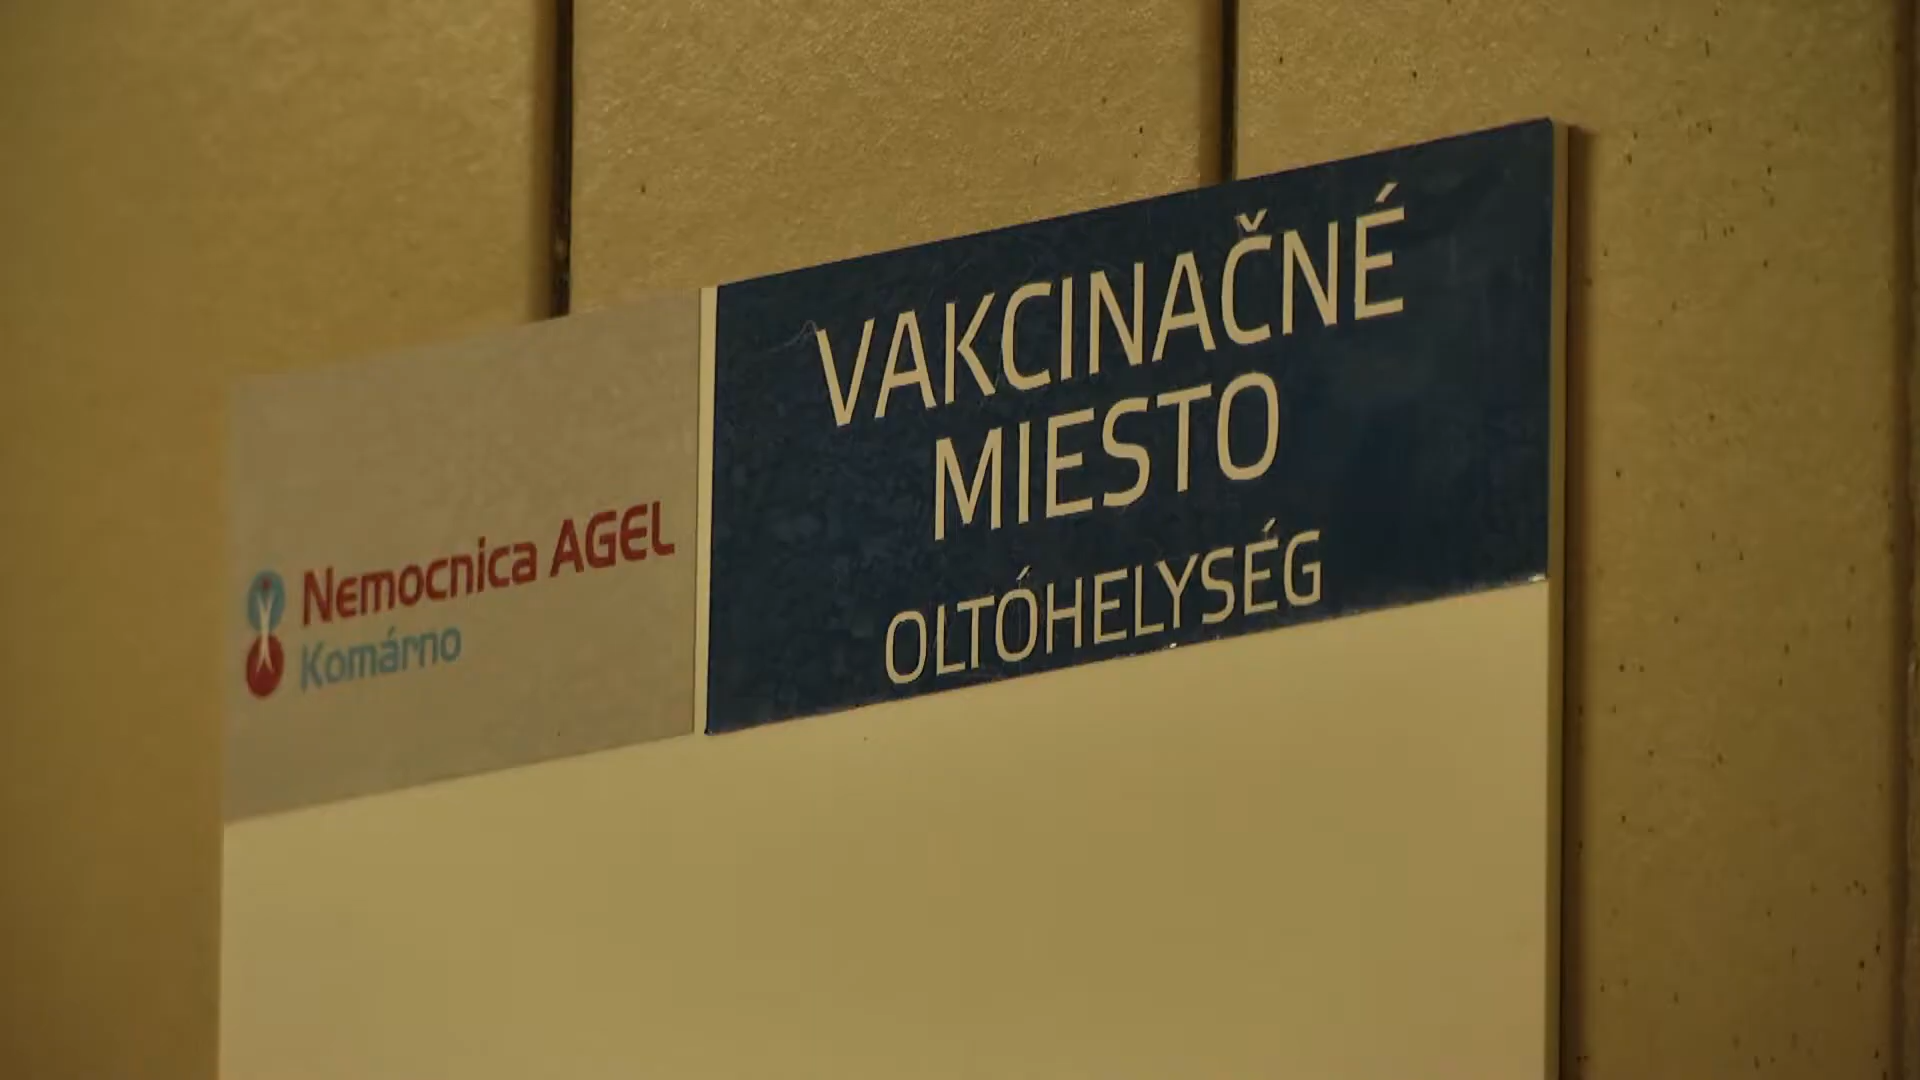 Nemocnica AGEL
Komárno
VAKCINAČNÉ
MIESTO
OLTÓHELYSÉG